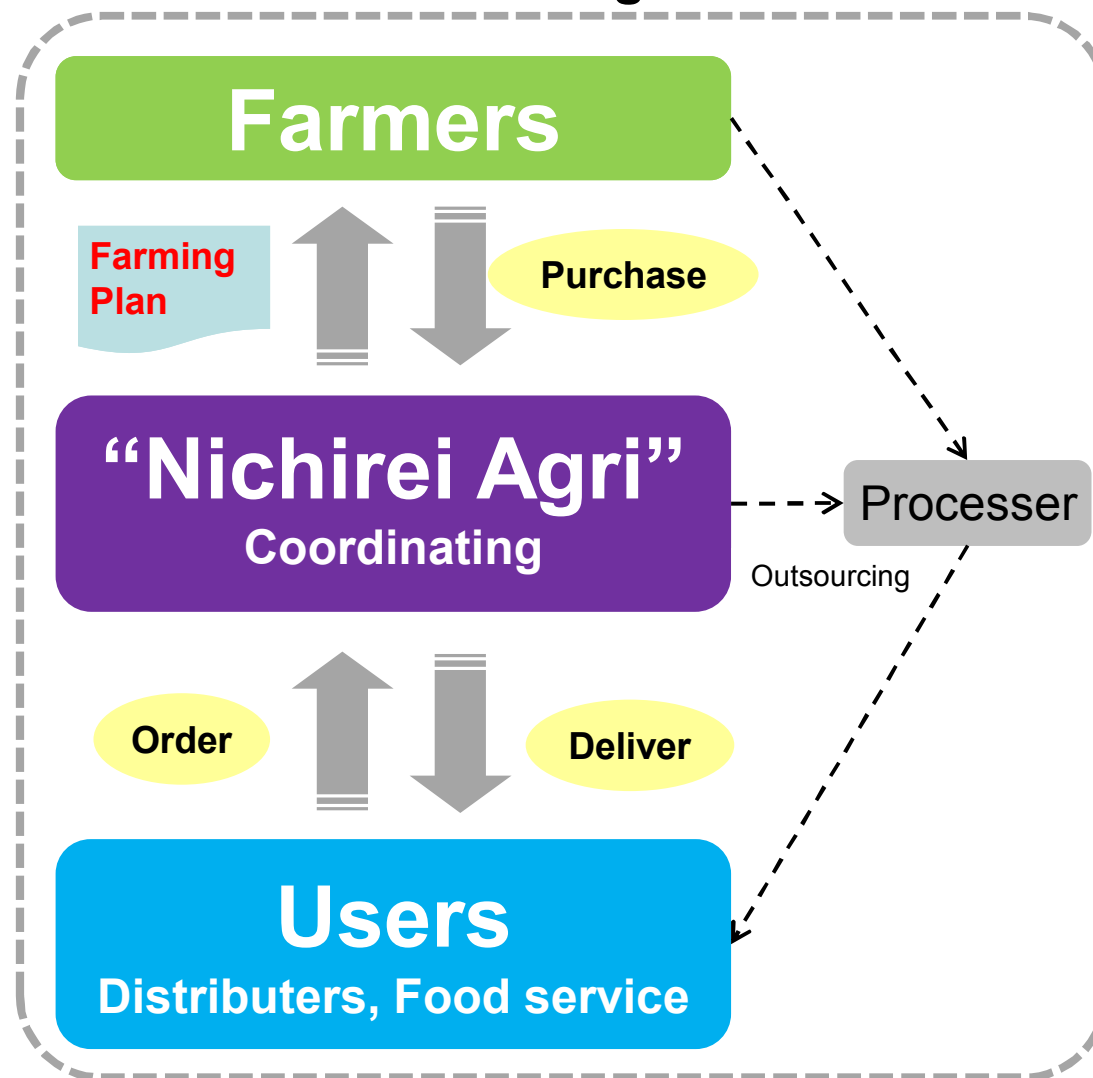 Farmers
Farming
Plan
Purchase
“Nichirei Agri”
Coordinating
Processer
Outsourcing
Order
Deliver
Users
Distributers, Food service